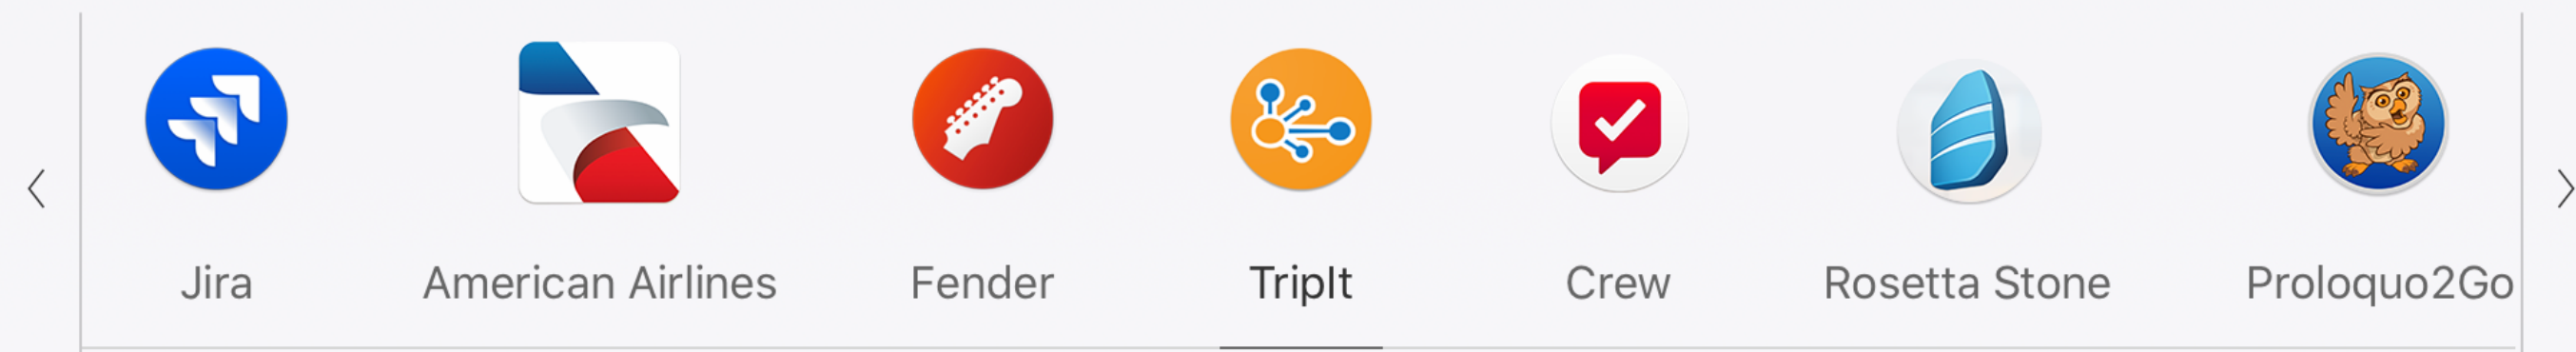 Jira
American Airlines
Fender
TripIt
Crew
Rosetta Stone
Proloquo2Go